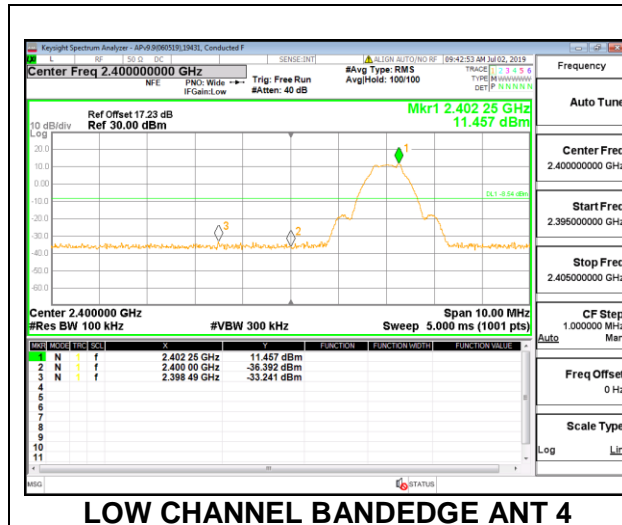 Keysight Spectrum Analyzer - APv9.9(060519),19431, Conducted F
L RF 50 Ω DC SENSE:INT ALIGN AUTO/NO RF 09:42:53 AM Jul 02, 2019
Center Freq 2.400000000 GHz
NFE
PNO: Wide
IFGain:Low
Trig: Free Run
#Atten: 40 dB
#Avg Type: RMS
Avg|Hold: 100/100
TRACE 1 2 3 4 5 6
TYPE M WWWWW
DET P N N N N N
Ref Offset 17.23 dB
10 dB/div Ref 30.00 dBm
Log
Mkr1 2.402 25 GHz
11.457 dBm
20.0
10.0
0.00
-10.0
-20.0
-30.0
-40.0
-50.0
-60.0
1
2
3
DL1 -8.54 dBm
Center 2.400000 GHz Span 10.00 MHz
#Res BW 100 kHz #VBW 300 kHz Sweep 5.000 ms (1001 pts)
MKR MODE TRC SCL X Y FUNCTION FUNCTION WIDTH FUNCTION VALUE
1 N 1 f 2.402 25 GHz 11.457 dBm
2 N 1 f 2.400 00 GHz -36.392 dBm
3 N 1 f 2.398 49 GHz -33.241 dBm
4
5
6
7
8
9
10
11
MSG STATUS
Frequency
Auto Tune
Center Freq
2.400000000 GHz
Start Freq
2.395000000 GHz
Stop Freq
2.405000000 GHz
CF Step
1.000000 MHz
Auto Man
Freq Offset
0 Hz
Scale Type
Log Lin
LOW CHANNEL BANDEDGE ANT 4